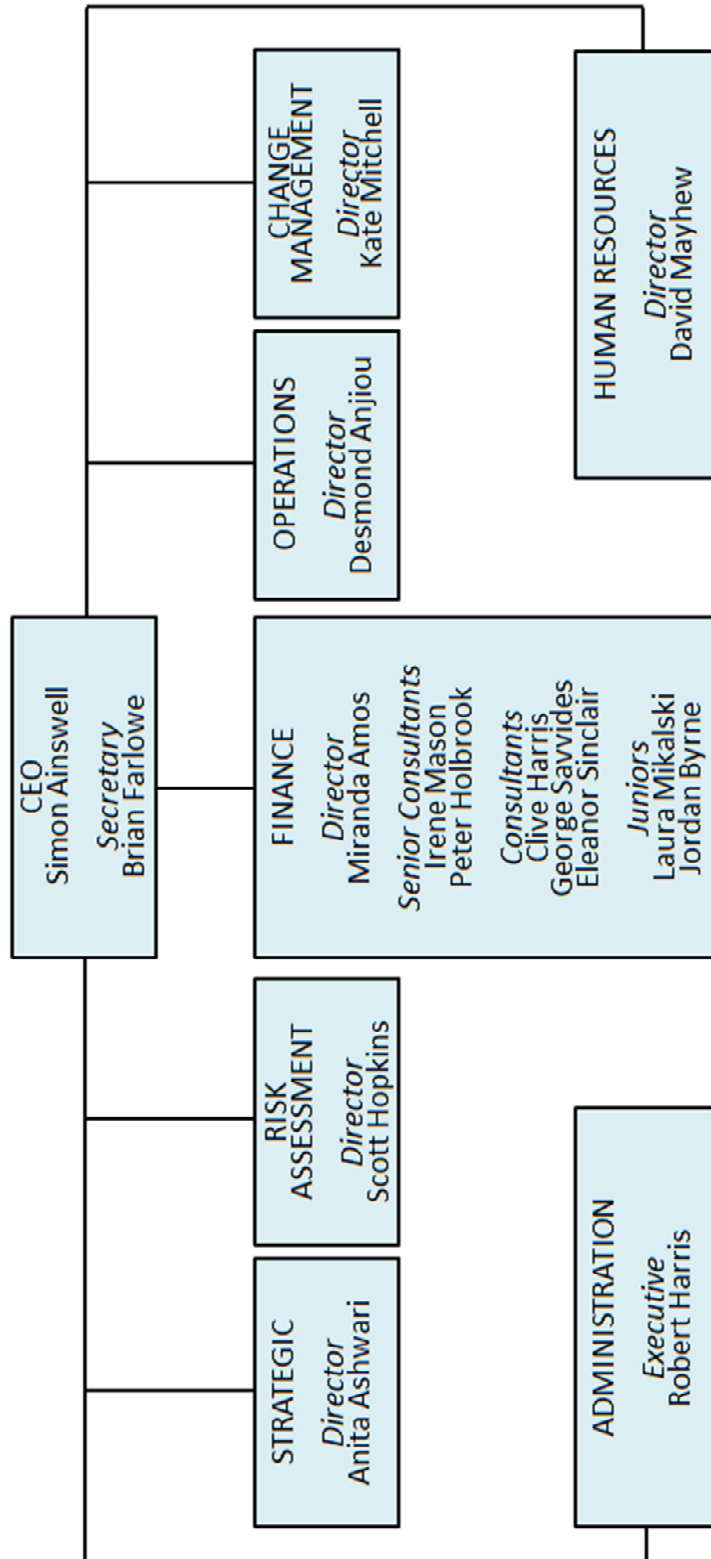 CEO
Simon Ainswell
Secretary
Brian Farlowe
STRATEGIC
Director
Anita Ashwari
RISK
ASSESSMENT
Director
Scott Hopkins
FINANCE
Director
Miranda Amos
Senior Consultants
Irene Mason
Peter Holbrook
Consultants
Clive Harris
George Savvides
Eleanor Sinclair
Juniors
Laura Mikalski
Jordan Byrne
OPERATIONS
Director
Desmond Anjiou
CHANGE
MANAGEMENT
Director
Kate Mitchell
ADMINISTRATION
Executive
Robert Harris
HUMAN RESOURCES
Director
David Mayhew